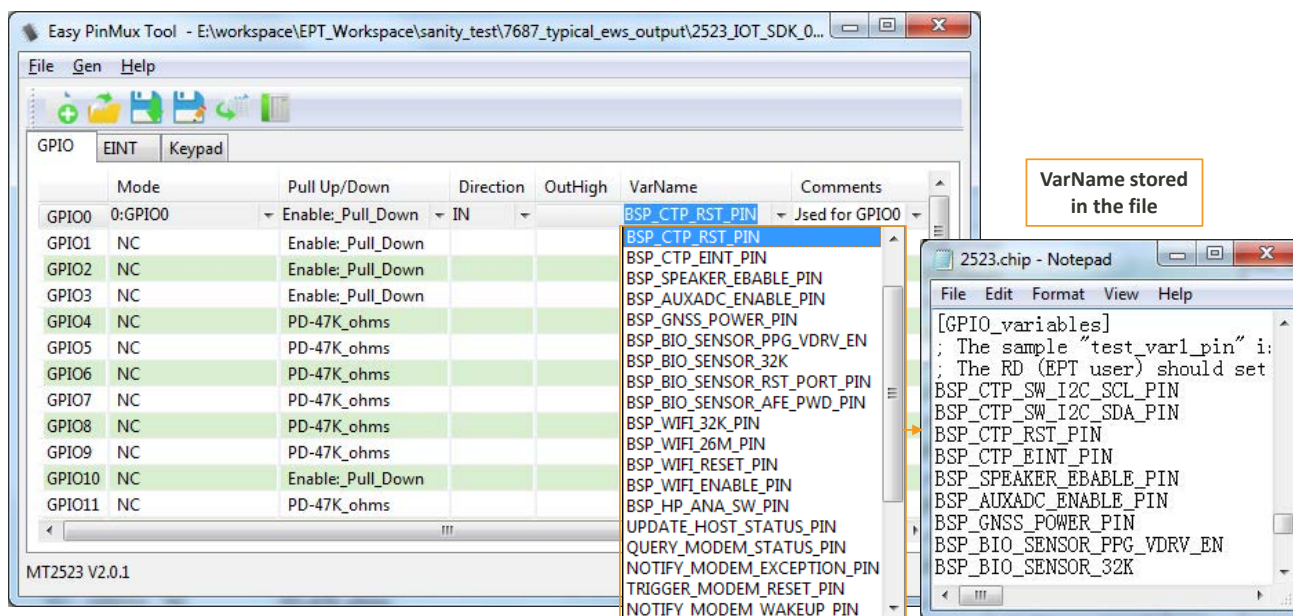 Easy PinMux Tool - E:\workspace\EPT_Workspace\sanity_test\7687_typical_ews_output\2523_IOT_SDK_0...
File Gen Help
GPIO EINT Keypad
Mode Pull Up/Down Direction OutHigh VarName Comments
GPIO0 0:GPIO0 Enable:_Pull_Down IN BSP_CTP_RST_PIN Jsed for GPIO0
GPIO1 NC Enable:_Pull_Down
GPIO2 NC Enable:_Pull_Down
GPIO3 NC Enable:_Pull_Down
GPIO4 NC PD-47K_ohms
GPIO5 NC PD-47K_ohms
GPIO6 NC PD-47K_ohms
GPIO7 NC PD-47K_ohms
GPIO8 NC PD-47K_ohms
GPIO9 NC PD-47K_ohms
GPIO10 NC Enable:_Pull_Down
GPIO11 NC PD-47K_ohms
MT2523 V2.0.1
BSP_CTP_RST_PIN
BSP_CTP_EINT_PIN
BSP_SPEAKER_EBABLE_PIN
BSP_AUXADC_ENABLE_PIN
BSP_GNSS_POWER_PIN
BSP_BIO_SENSOR_PPG_VDRV_EN
BSP_BIO_SENSOR_32K
BSP_BIO_SENSOR_RST_PORT_PIN
BSP_BIO_SENSOR_AFE_PWD_PIN
BSP_WIFI_32K_PIN
BSP_WIFI_26M_PIN
BSP_WIFI_RESET_PIN
BSP_WIFI_ENABLE_PIN
BSP_HP_ANA_SW_PIN
UPDATE_HOST_STATUS_PIN
QUERY_MODEM_STATUS_PIN
NOTIFY_MODEM_EXCEPTION_PIN
TRIGGER_MODEM_RESET_PIN
NOTIFY_MODEM_WAKEUP_PIN
VarName stored
in the file
2523.chip - Notepad
File Edit Format View Help
[GPIO_variables]
; The sample "test_var1_pin" i
; The RD (EPT user) should set
BSP_CTP_SW_I2C_SCL_PIN
BSP_CTP_SW_I2C_SDA_PIN
BSP_CTP_RST_PIN
BSP_CTP_EINT_PIN
BSP_SPEAKER_EBABLE_PIN
BSP_AUXADC_ENABLE_PIN
BSP_GNSS_POWER_PIN
BSP_BIO_SENSOR_PPG_VDRV_EN
BSP_BIO_SENSOR_32K